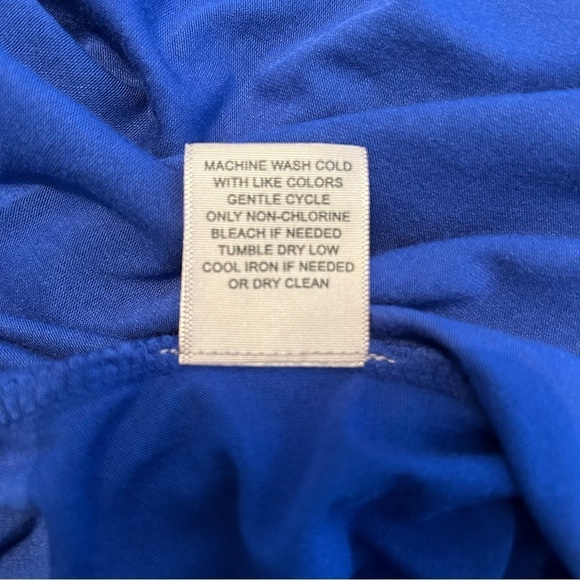 MACHINE WASH COLD
WITH LIKE COLORS
GENTLE CYCLE
ONLY NON-CHLORINE
BLEACH IF NEEDED
TUMBLE DRY LOW
COOL IRON IF NEEDED
OR DRY CLEAN